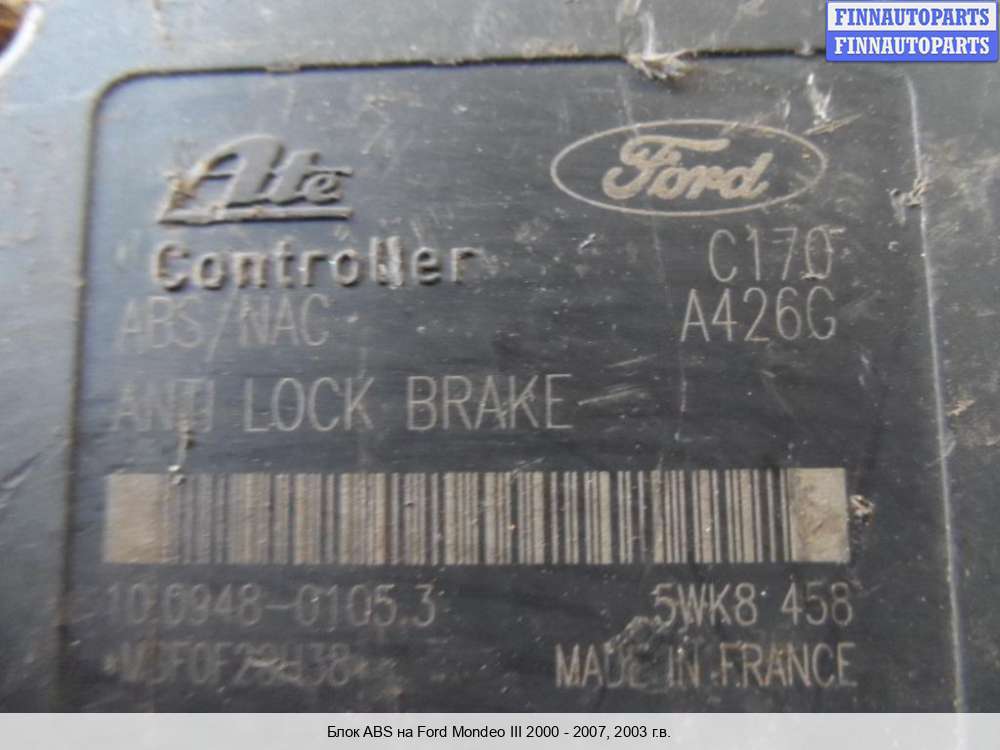 FINNAUTOPARTS
FINNAUTOPARTS
Ate
Ford
Controller
C170
ABS/NAC
A426G
ANTI LOCK BRAKE
10.0948-0105.3
5WK8 458
MADE IN FRANCE
Блок ABS на Ford Mondeo III 2000 - 2007, 2003 г.в.